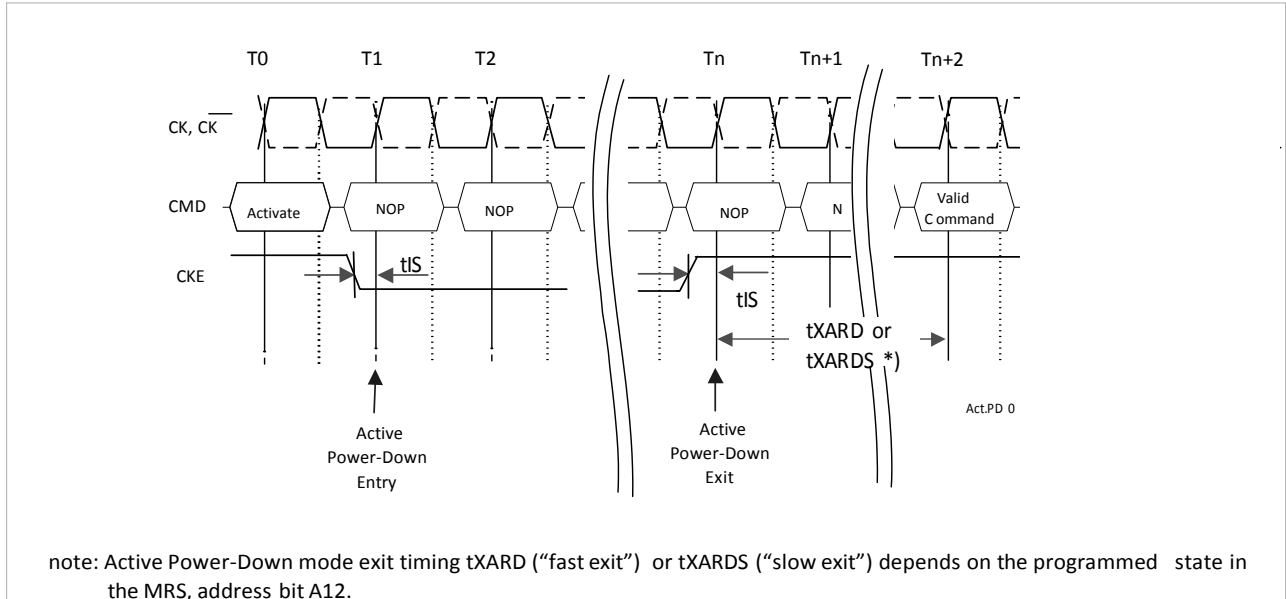 T0 T1 T2 Tn Tn+1 Tn+2
CK, CK
CMD Activate NOP NOP NOP N Valid
Command
CKE tIS
tIS
tXARD or
tXARDS *)
Act.PD 0
Active
Power-Down
Entry
Active
Power-Down
Exit
note: Active Power-Down mode exit timing tXARD (“fast exit”) or tXARDS (“slow exit”) depends on the programmed state in
the MRS, address bit A12.